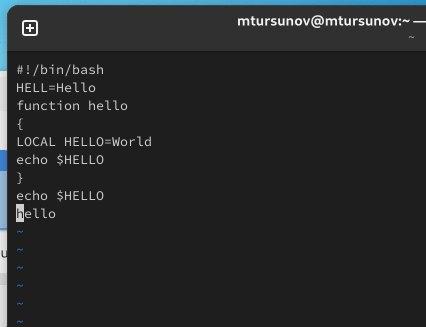 mtursunov@mtursunov:~ —
~
#!/bin/bash
HELL=Hello
function hello
{
LOCAL HELLO=World
echo $HELLO
}
echo $HELLO
hello
~
~
~
~
~
~